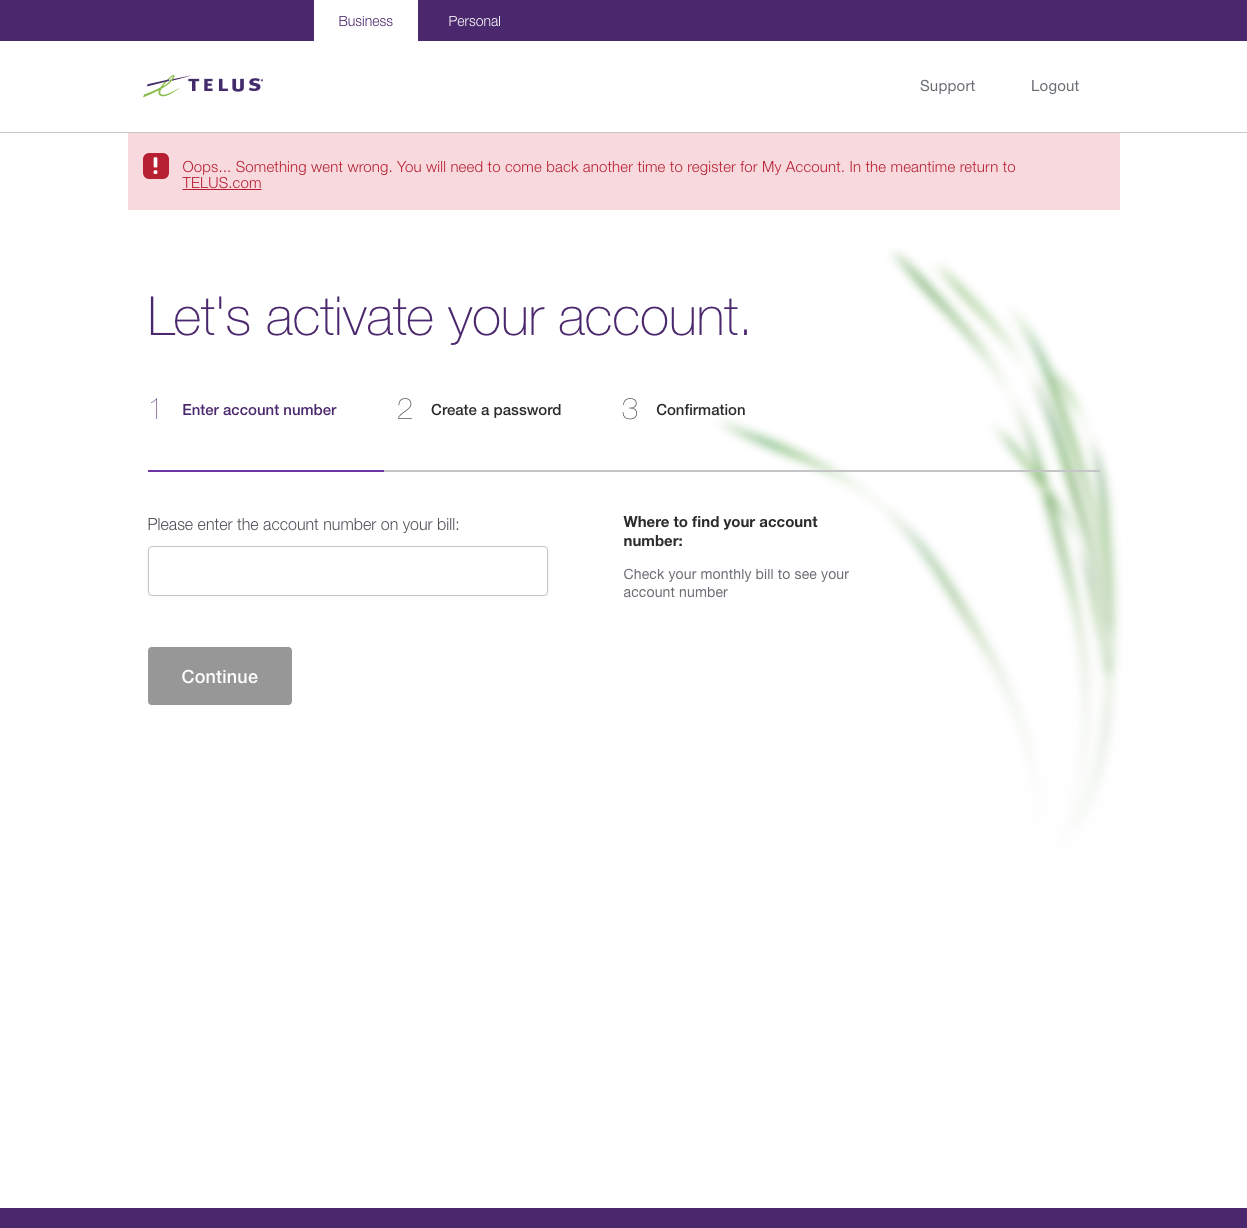 Business
Personal
TELUS
Support
Logout
Oops... Something went wrong. You will need to come back another time to register for My Account. In the meantime return to
TELUS.com
Let's activate your account.
1 Enter account number
2 Create a password
3 Confirmation
Please enter the account number on your bill:
Where to find your account
number:
Check your monthly bill to see your
account number
Continue